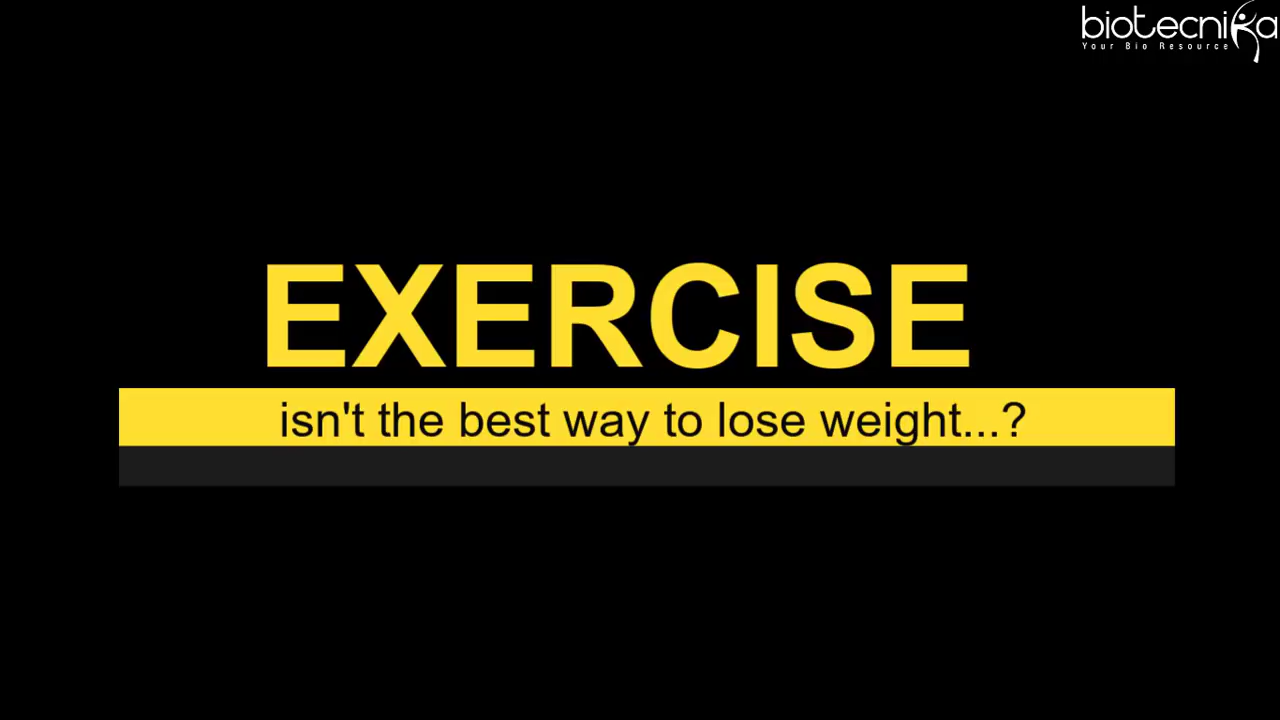 biotecnika
Your Bio Resource
EXERCISE
isn't the best way to lose weight...?